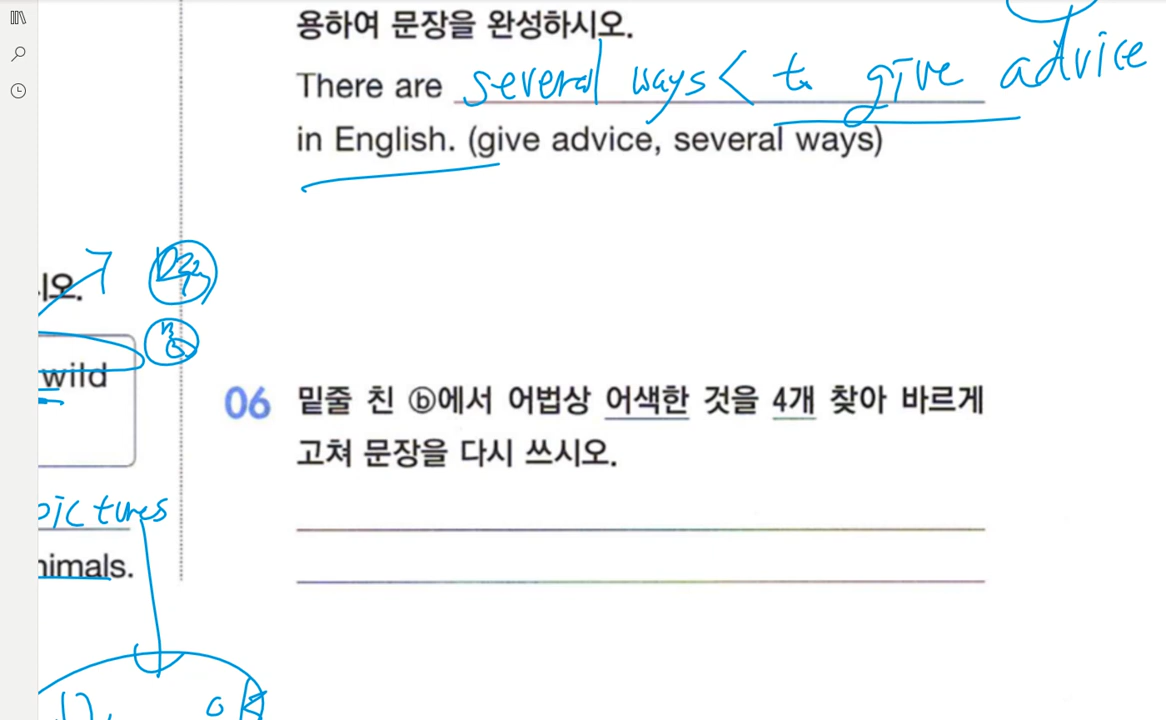 용하여 문장을 완성하시오.
There are several ways < to give advice
in English. (give advice, several ways)
시오.
wild
pictures
nimals.
06 밑줄 친 ⓑ에서 어법상 어색한 것을 4개 찾아 바르게
고쳐 문장을 다시 쓰시오.